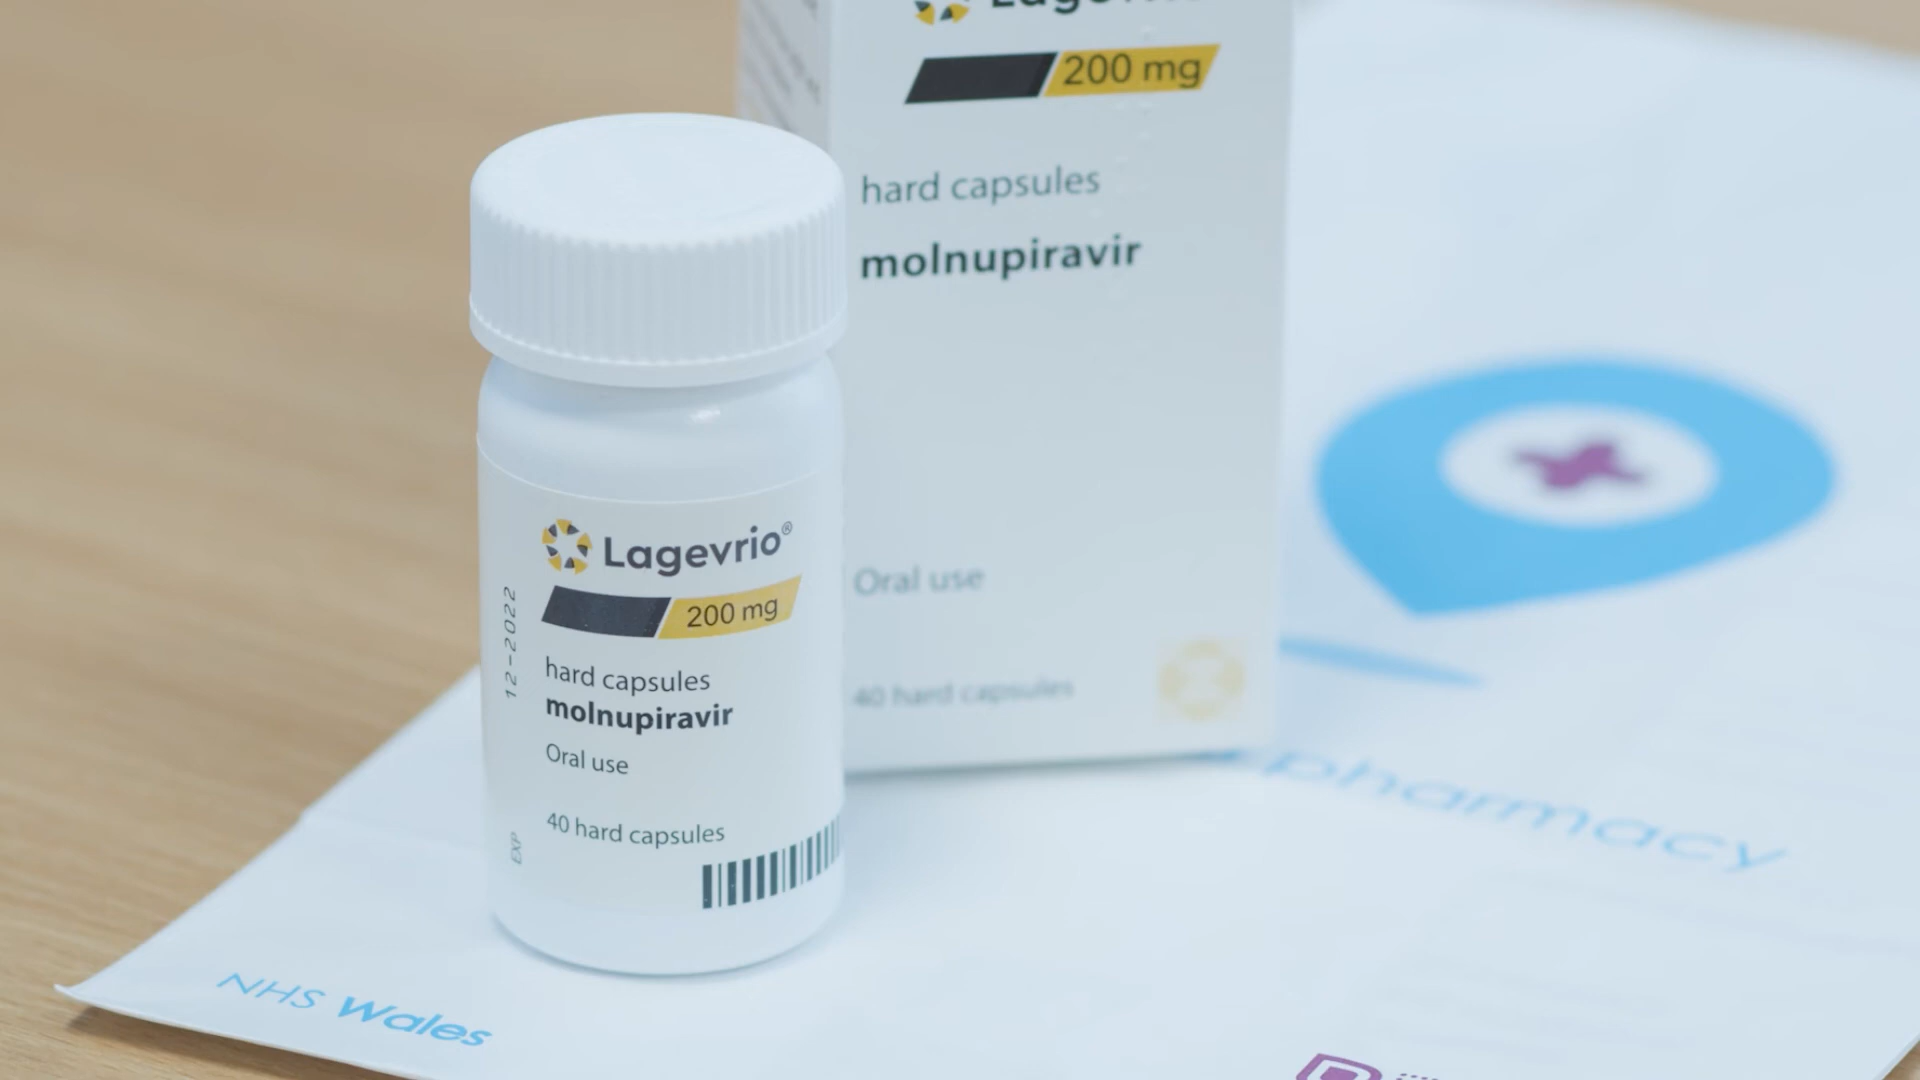 Lagevrio
200 mg
hard capsules
molnupiravir
Oral use
40 hard capsules
Lagevrio®
200 mg
hard capsules
molnupiravir
Oral use
40 hard capsules
12-2022
EXP
pharmacy
NHS Wales